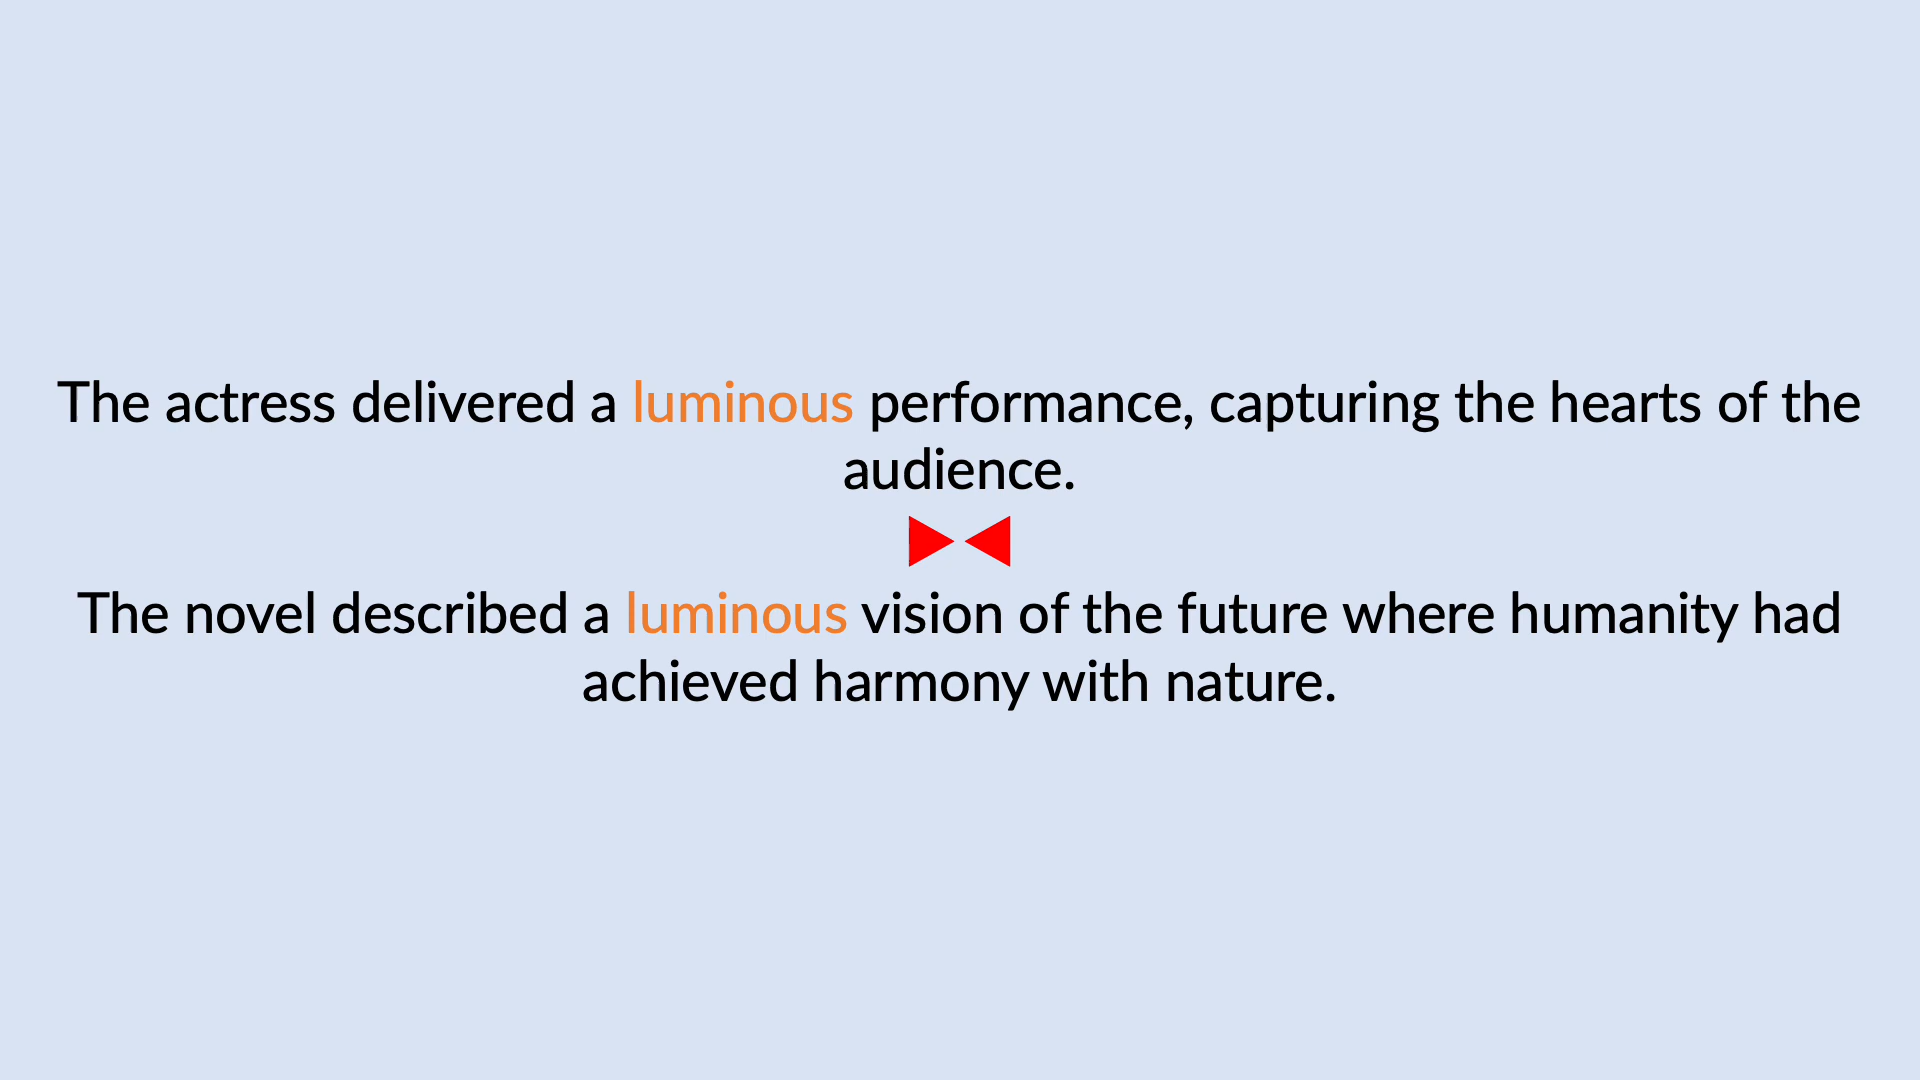 The actress delivered a luminous performance, capturing the hearts of the
audience.
The novel described a luminous vision of the future where humanity had
achieved harmony with nature.